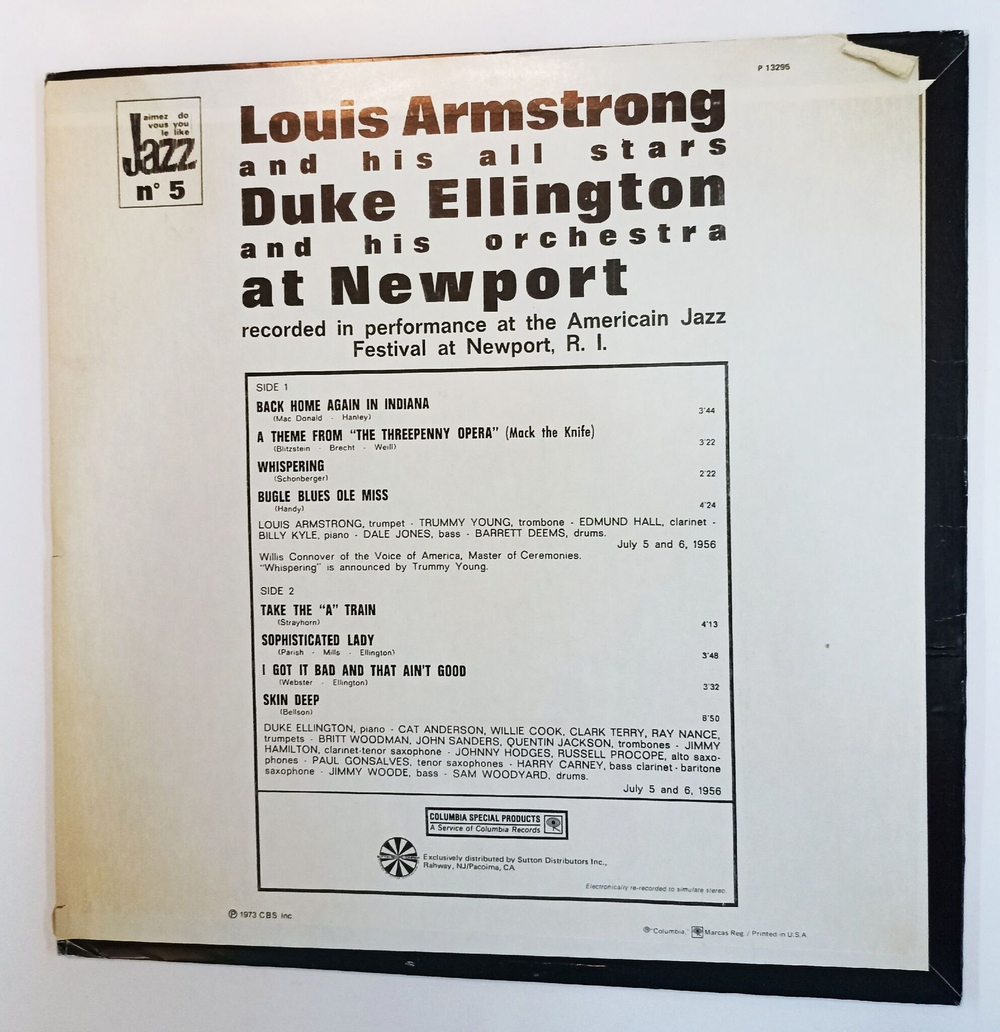 P 13295
aimez do
vous you
le like
Jazz
n° 5
Louis Armstrong
and his all stars
Duke Ellington
and his orchestra
at Newport
recorded in performance at the Americain Jazz
Festival at Newport, R. I.
SIDE 1
BACK HOME AGAIN IN INDIANA
(Mac Donald - Hanley) 3'44
A THEME FROM "THE THREEPENNY OPERA" (Mack the Knife)
(Blitzstein - Brecht - Weill) 3'22
WHISPERING
(Schonberger) 2'22
BUGLE BLUES OLE MISS
(Handy) 4'24
LOUIS ARMSTRONG, trumpet - TRUMMY YOUNG, trombone - EDMUND HALL, clarinet -
BILLY KYLE, piano - DALE JONES, bass - BARRETT DEEMS, drums.
July 5 and 6, 1956
Willis Connover of the Voice of America, Master of Ceremonies.
"Whispering" is announced by Trummy Young.
SIDE 2
TAKE THE "A" TRAIN
(Strayhorn) 4'13
SOPHISTICATED LADY
(Parish - Mills - Ellington) 3'48
I GOT IT BAD AND THAT AIN'T GOOD
(Webster - Ellington) 3'32
SKIN DEEP
(Bellson) 8'50
DUKE ELLINGTON, piano - CAT ANDERSON, WILLIE COOK, CLARK TERRY, RAY NANCE,
trumpets - BRITT WOODMAN, JOHN SANDERS, QUENTIN JACKSON, trombones - JIMMY
HAMILTON, clarinet-tenor saxophone - JOHNNY HODGES, RUSSELL PROCOPE, alto saxo-
phones - PAUL GONSALVES, tenor saxophones - HARRY CARNEY, bass clarinet - baritone
saxophone - JIMMY WOODE, bass - SAM WOODYARD, drums.
July 5 and 6, 1956
COLUMBIA SPECIAL PRODUCTS
A Service of Columbia Records
Exclusively distributed by Sutton Distributors Inc.,
Rahway, NJ/Pacoima, CA
Electronically re-recorded to simulate stereo.
℗ 1973 CBS Inc
® "Columbia," Marcas Reg. / Printed in U.S.A.